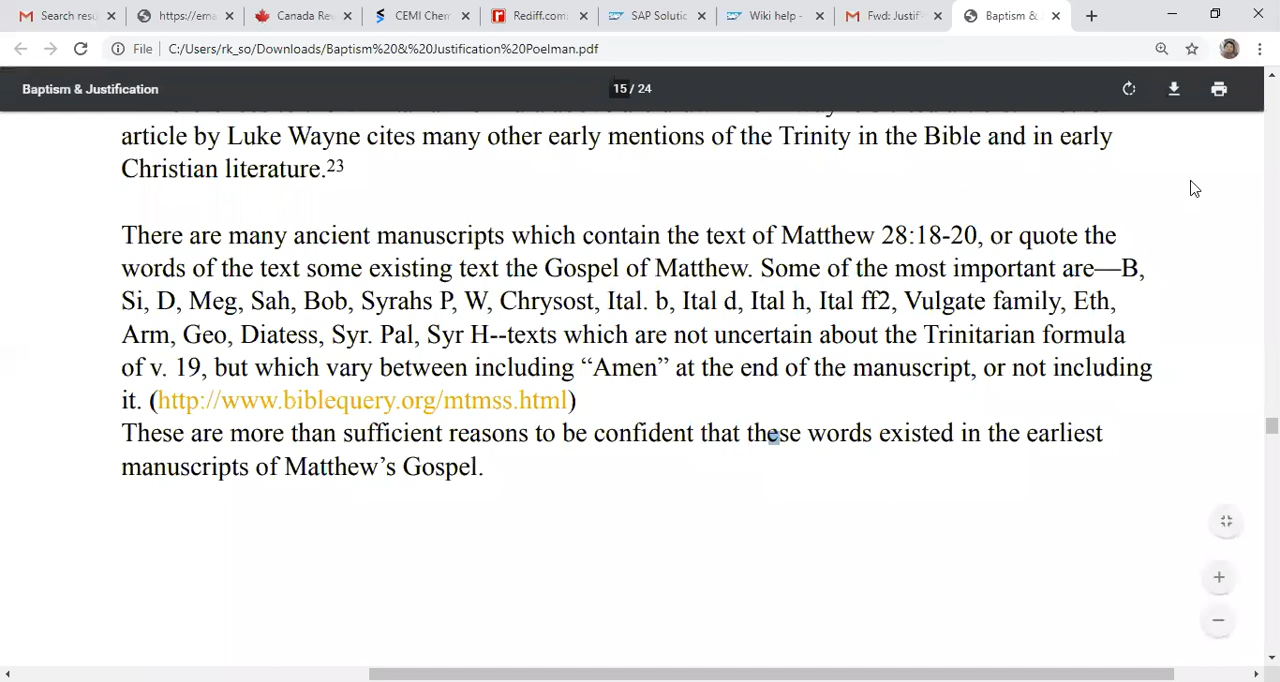 Search resu
https://ema
Canada Re
CEMI Chem
Rediff.com:
SAP Solutic
Wiki help -
Fwd: Justif
Baptism &
File C:/Users/rk_so/Downloads/Baptism%20&%20Justification%20Poelman.pdf
Baptism & Justification 15 / 24
article by Luke Wayne cites many other early mentions of the Trinity in the Bible and in early
Christian literature.23
There are many ancient manuscripts which contain the text of Matthew 28:18-20, or quote the
words of the text some existing text the Gospel of Matthew. Some of the most important are—B,
Si, D, Meg, Sah, Bob, Syrahs P, W, Chrysost, Ital. b, Ital d, Ital h, Ital ff2, Vulgate family, Eth,
Arm, Geo, Diatess, Syr. Pal, Syr H--texts which are not uncertain about the Trinitarian formula
of v. 19, but which vary between including “Amen” at the end of the manuscript, or not including
it. (http://www.biblequery.org/mtmss.html)
These are more than sufficient reasons to be confident that these words existed in the earliest
manuscripts of Matthew’s Gospel.